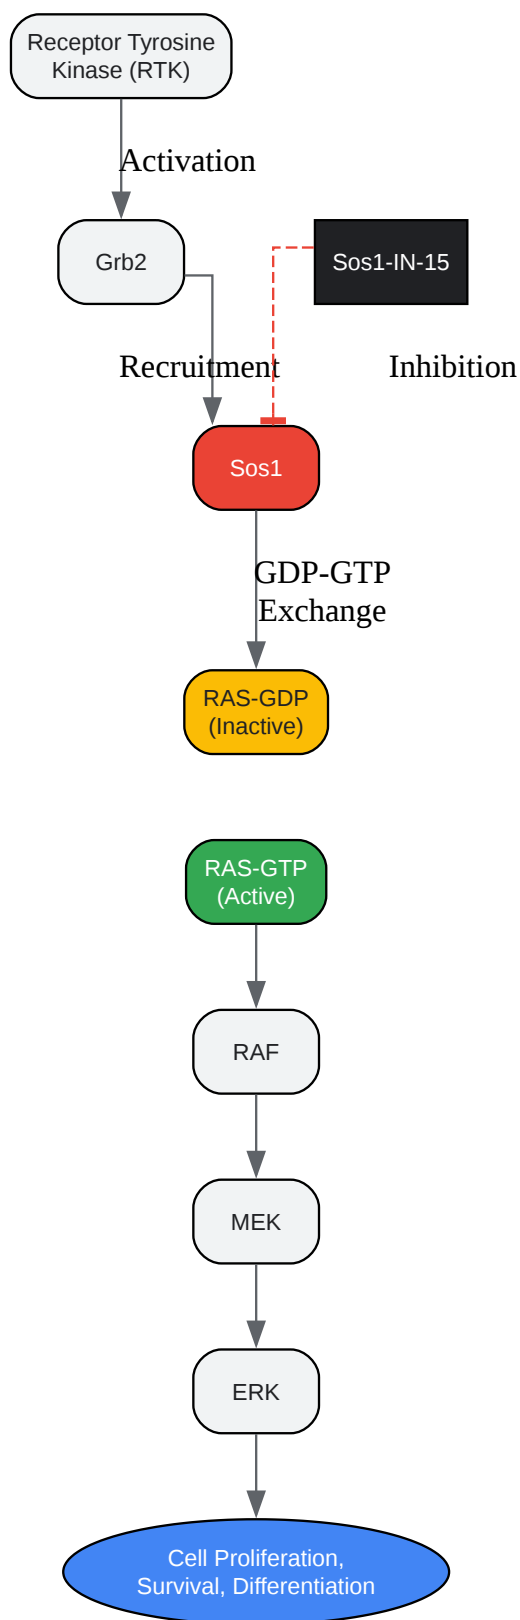 Receptor Tyrosine
Kinase (RTK)
Activation
Grb2
Sos1-IN-15
Recruitment
Inhibition
Sos1
GDP-GTP
Exchange
RAS-GDP
(Inactive)
RAS-GTP
(Active)
RAF
MEK
ERK
Cell Proliferation,
Survival, Differentiation